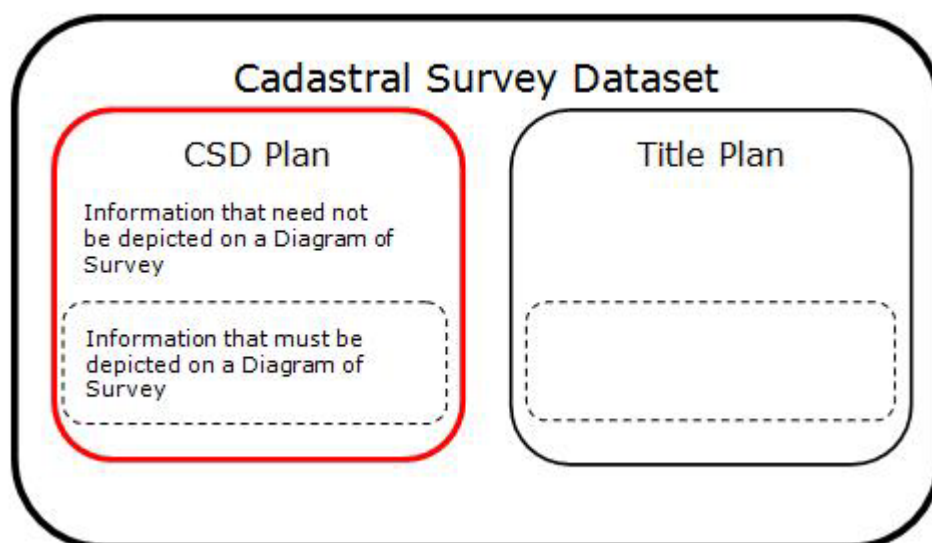 Cadastral Survey Dataset
CSD Plan
Information that need not
be depicted on a Diagram of
Survey
Information that must be
depicted on a Diagram of
Survey
Title Plan